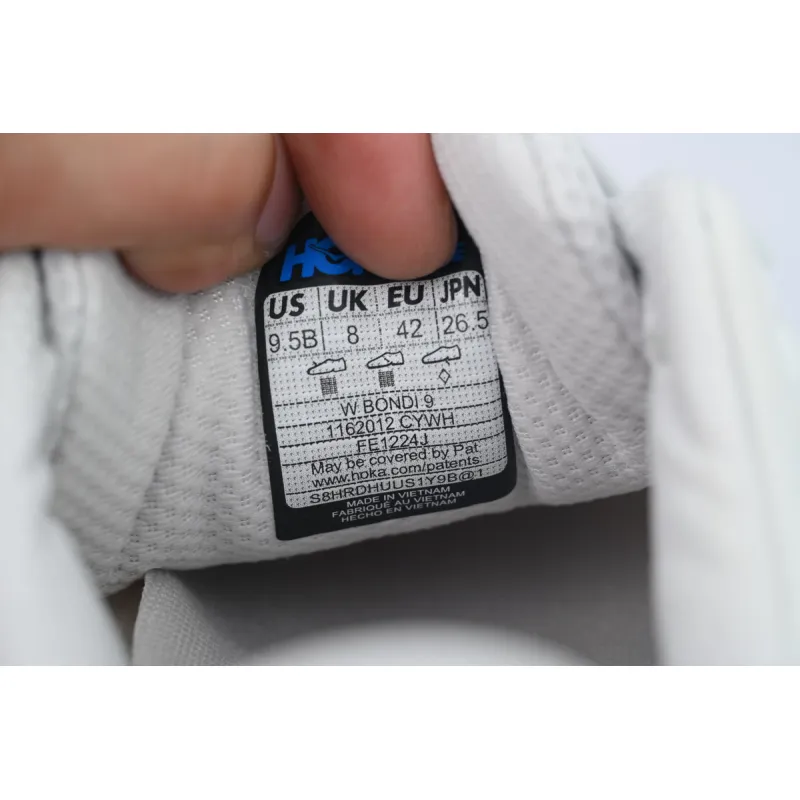 US UK EU JPN
9.5B 8 42 26.5
W BONDI 9
1162012 CYWH
FE1224J
May be covered by Pat.
www.hoka.com/patents
S8HRDHUUS1Y9B@1
MADE IN VIETNAM
FABRIQUÉ AU VIETNAM
HECHO EN VIETNAM